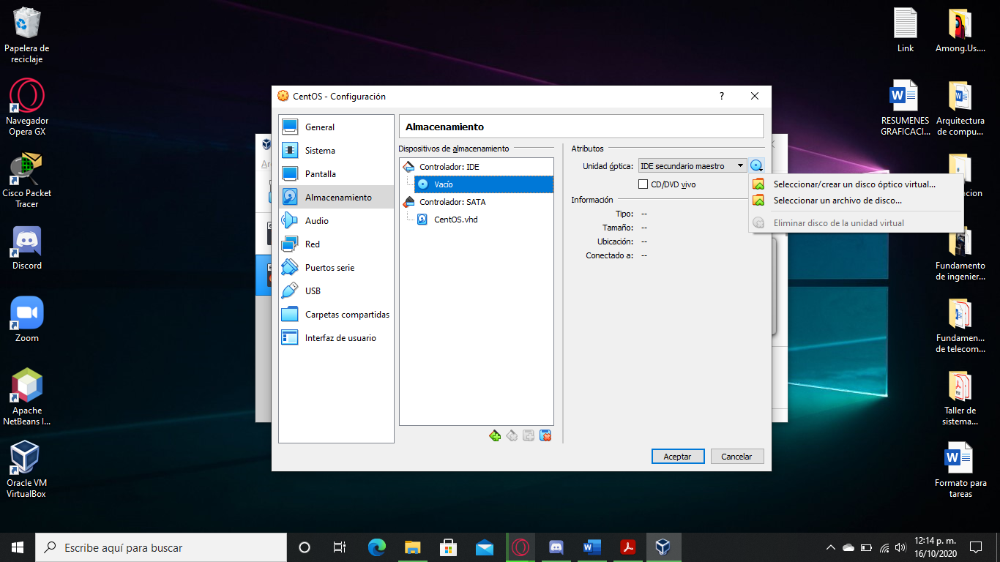 Papelera de
reciclaje
Navegador
Opera GX
Cisco Packet
Tracer
Discord
Zoom
Apache
NetBeans I...
Oracle VM
VirtualBox
CentOS - Configuración
?
General
Sistema
Pantalla
Almacenamiento
Audio
Red
Puertos serie
USB
Carpetas compartidas
Interfaz de usuario
Almacenamiento
Dispositivos de almacenamiento
Controlador: IDE
Vacío
Controlador: SATA
CentOS.vhd
Atributos
Unidad óptica: IDE secundario maestro
CD/DVD vivo
Información
Tipo: --
Tamaño: --
Ubicación: --
Conectado a: --
Seleccionar/crear un disco óptico virtual...
Seleccionar un archivo de disco...
Eliminar disco de la unidad virtual
Aceptar
Cancelar
Link
Among.Us....
RESUMENES
GRAFICACI...
Arquitectura
de compu...
Fundamento
de ingenier...
Fundamen...
de telecom...
Taller de
sistema...
Formato para
tareas
Escribe aquí para buscar
12:14 p. m.
16/10/2020